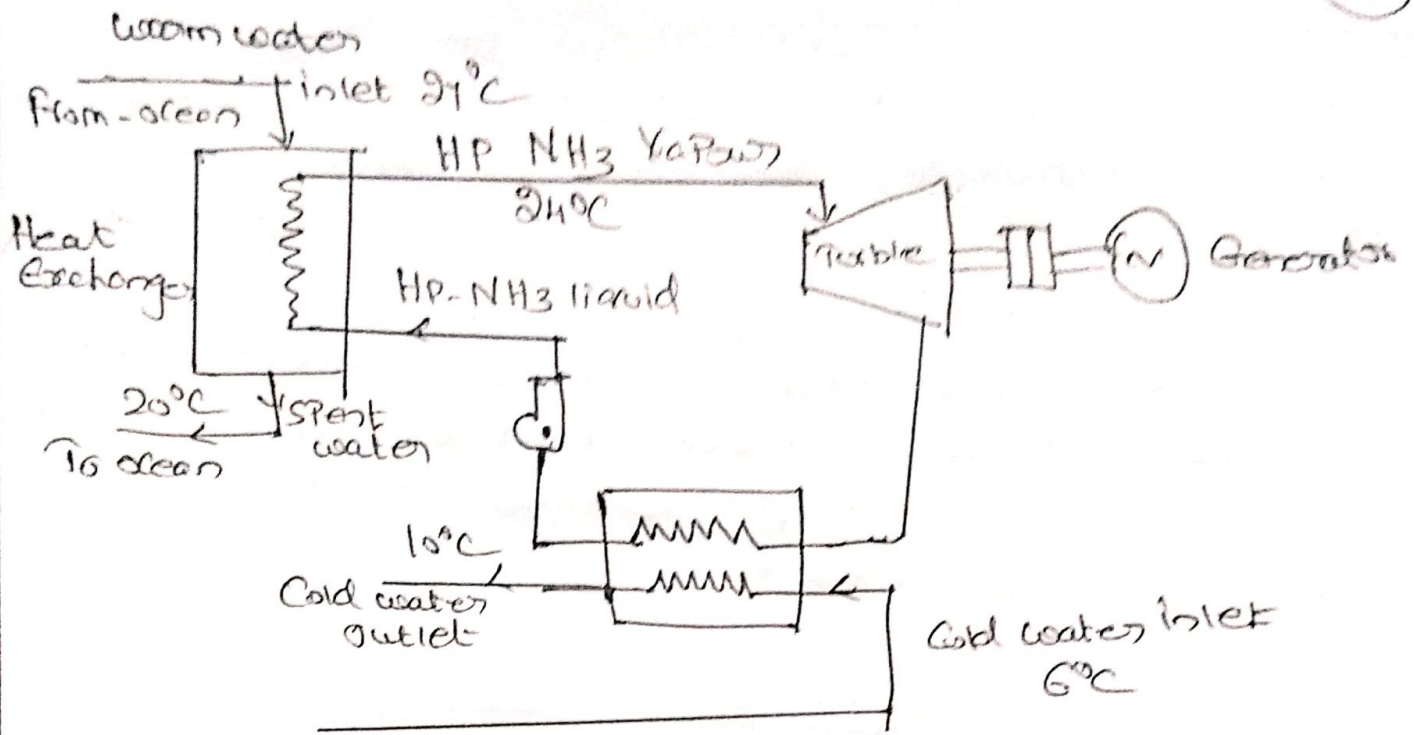 warm water
from-ocean
inlet 27°C
HP NH3 Vapour
24°C
Heat
Exchanger
HP-NH3 liquid
Turbine
Generator
20°C
To ocean
spent
water
10°C
Cold water
outlet
Cold water inlet
6°C